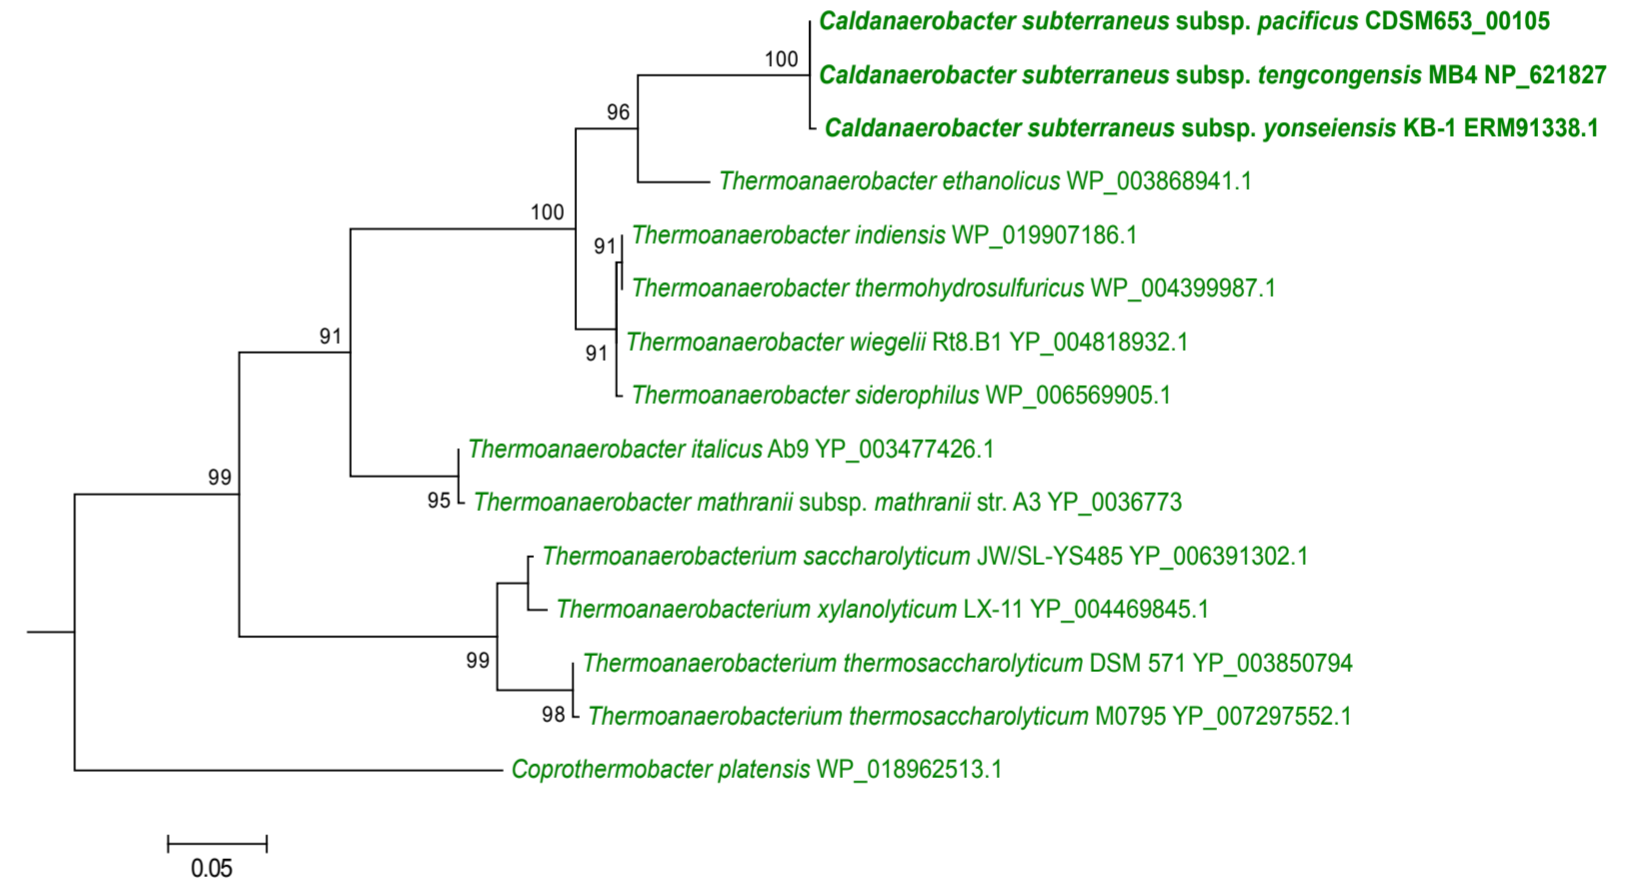 Caldanaerobacter subterraneus subsp. pacificus CDSM653_00105
100
Caldanaerobacter subterraneus subsp. tengcongensis MB4 NP_621827
96
Caldanaerobacter subterraneus subsp. yonseiensis KB-1 ERM91338.1
Thermoanaerobacter ethanolicus WP_003868941.1
100
Thermoanaerobacter indiensis WP_019907186.1
91
Thermoanaerobacter thermohydrosulfuricus WP_004399987.1
91
Thermoanaerobacter wiegelii Rt8.B1 YP_004818932.1
91
Thermoanaerobacter siderophilus WP_006569905.1
Thermoanaerobacter italicus Ab9 YP_003477426.1
99
95
Thermoanaerobacter mathranii subsp. mathranii str. A3 YP_0036773
Thermoanaerobacterium saccharolyticum JW/SL-YS485 YP_006391302.1
Thermoanaerobacterium xylanolyticum LX-11 YP_004469845.1
99
Thermoanaerobacterium thermosaccharolyticum DSM 571 YP_003850794
98
Thermoanaerobacterium thermosaccharolyticum M0795 YP_007297552.1
Coprothermobacter platensis WP_018962513.1
0.05